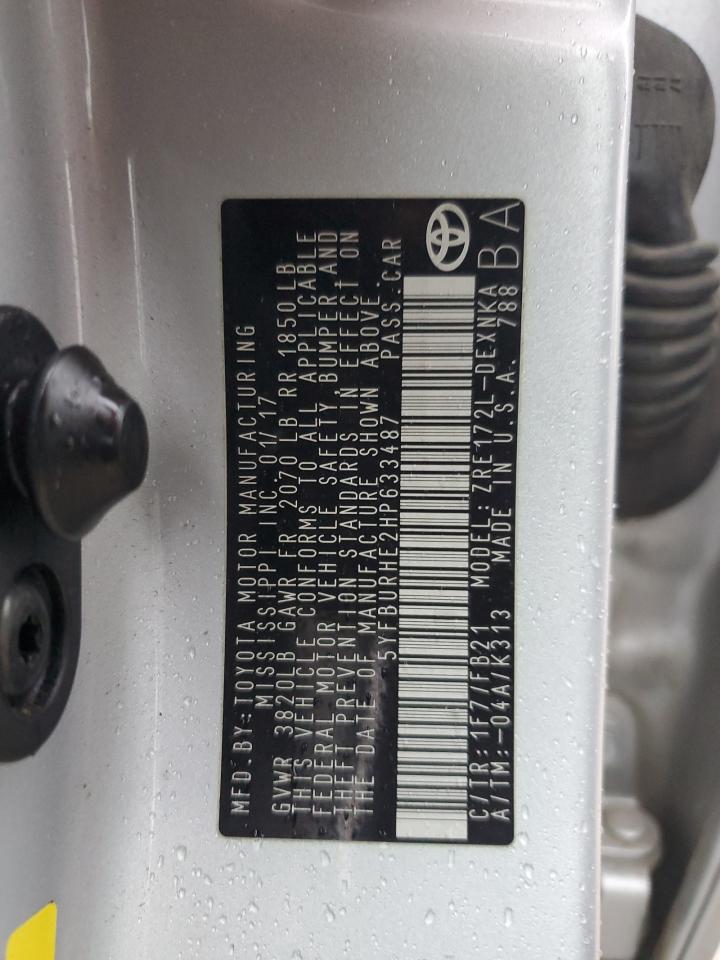 MFD.BY: TOYOTA MOTOR MANUFACTURING
MISSISSIPPI INC. 01/17
GVWR 3820LB GAWR FR 2070 LB RR 1850 LB
THIS VEHICLE CONFORMS TO ALL APPLICABLE
FEDERAL MOTOR VEHICLE SAFETY BUMPER AND
THEFT PREVENTION STANDARDS IN EFFECT ON
THE DATE OF MANUFACTURE SHOWN ABOVE.
5YFBURHE2HP633487 PASS.CAR
C/TR: 1F7/FB21 MODEL: ZRE172L-DEXNKA
A/TM:-04A/K313 MADE IN U.S.A. 788
BA